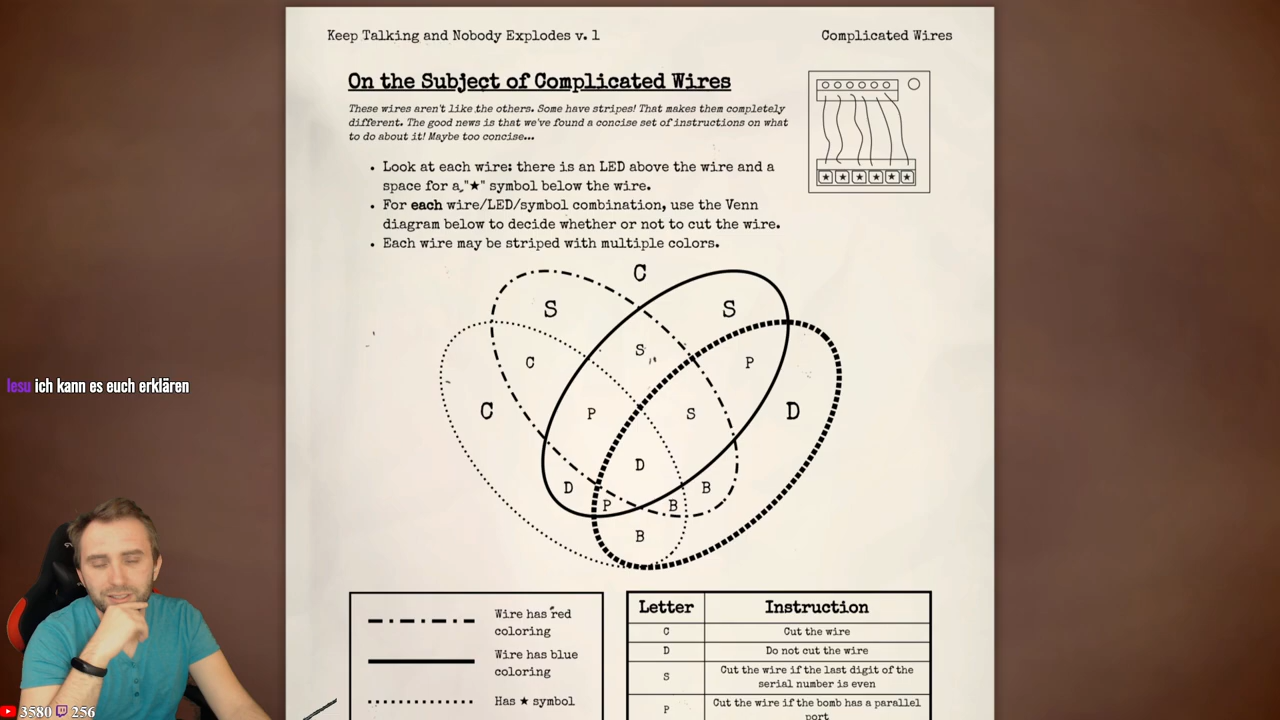 Keep Talking and Nobody Explodes v. 1
Complicated Wires
On the Subject of Complicated Wires
These wires aren't like the others. Some have stripes! That makes them completely
different. The good news is that we've found a concise set of instructions on what
to do about it! Maybe too concise...
• Look at each wire: there is an LED above the wire and a
space for a "★" symbol below the wire.
• For each wire/LED/symbol combination, use the Venn
diagram below to decide whether or not to cut the wire.
• Each wire may be striped with multiple colors.
C
S
S
S
C
P
C
P
S
D
D
D
B
P
B
B
Iesu ich kann es euch erklären
Wire has red
coloring
Wire has blue
coloring
Has ★ symbol
Letter Instruction
C Cut the wire
D Do not cut the wire
S Cut the wire if the last digit of the
serial number is even
P Cut the wire if the bomb has a parallel
port
3580 256